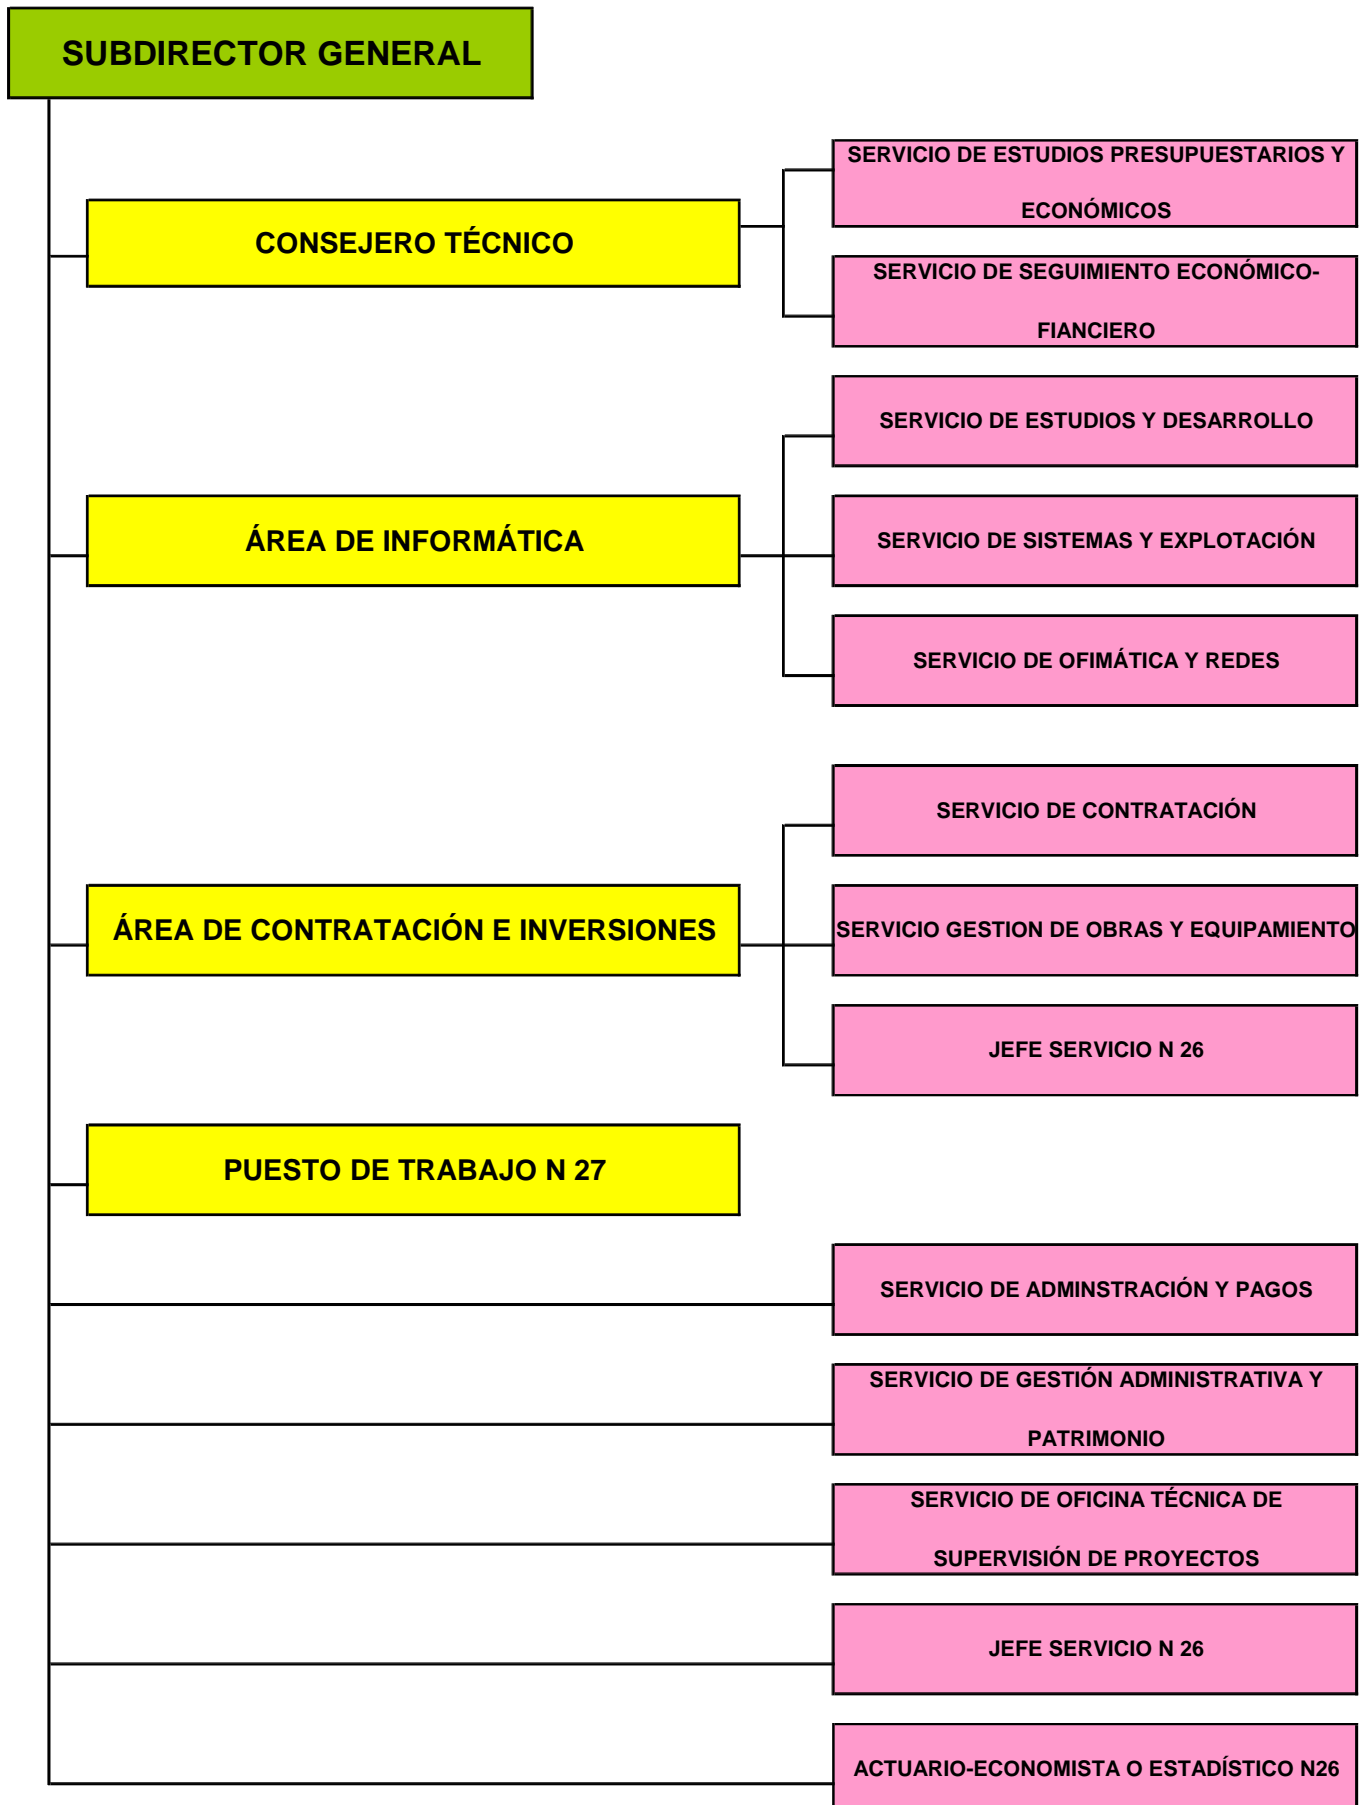 SUBDIRECTOR GENERAL
SERVICIO DE ESTUDIOS PRESUPUESTARIOS Y
ECONÓMICOS
CONSEJERO TÉCNICO
SERVICIO DE SEGUIMIENTO ECONÓMICO-
FIANCIERO
SERVICIO DE ESTUDIOS Y DESARROLLO
ÁREA DE INFORMÁTICA
SERVICIO DE SISTEMAS Y EXPLOTACIÓN
SERVICIO DE OFIMÁTICA Y REDES
SERVICIO DE CONTRATACIÓN
ÁREA DE CONTRATACIÓN E INVERSIONES
SERVICIO GESTION DE OBRAS Y EQUIPAMIENTO
JEFE SERVICIO N 26
PUESTO DE TRABAJO N 27
SERVICIO DE ADMINSTRACIÓN Y PAGOS
SERVICIO DE GESTIÓN ADMINISTRATIVA Y
PATRIMONIO
SERVICIO DE OFICINA TÉCNICA DE
SUPERVISIÓN DE PROYECTOS
JEFE SERVICIO N 26
ACTUARIO-ECONOMISTA O ESTADÍSTICO N26